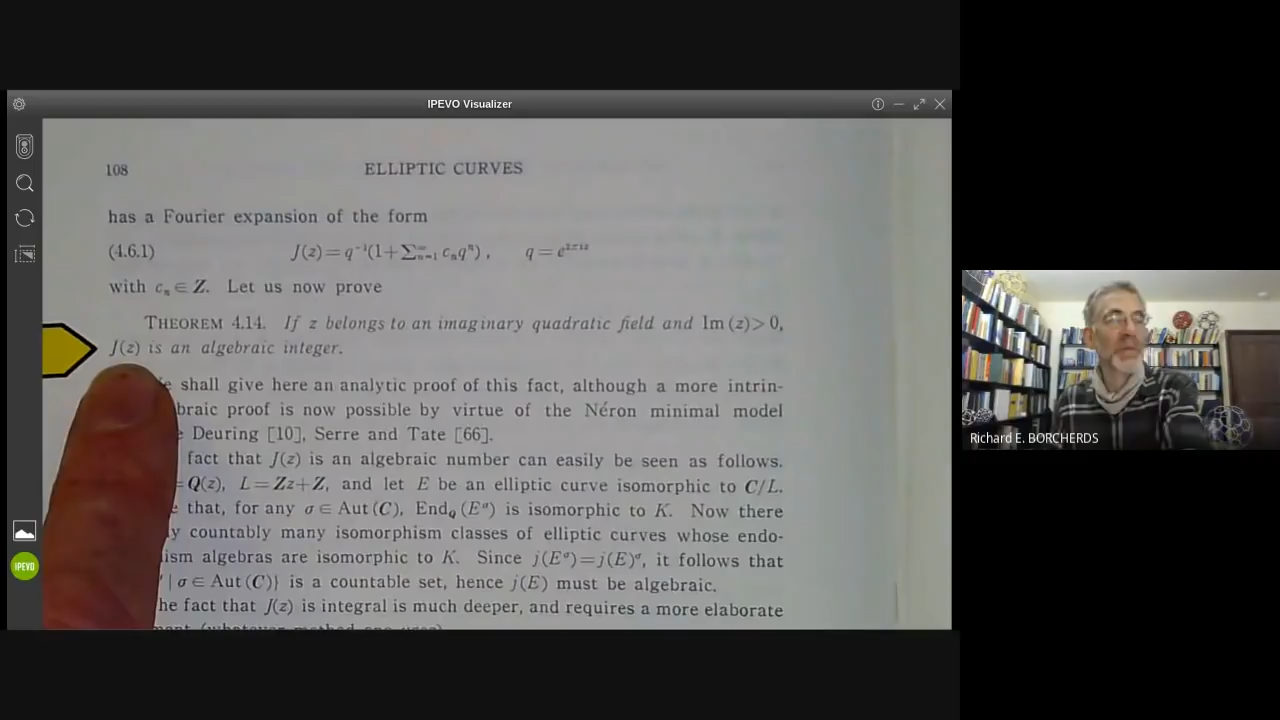 IPEVO Visualizer
108 ELLIPTIC CURVES
has a Fourier expansion of the form
(4.6.1) J(z)=q⁻¹(1+∑ₙ₌₁^∞ cₙqⁿ), q=e^{2πiz}
with cₙ∈Z. Let us now prove
THEOREM 4.14. If z belongs to an imaginary quadratic field and Im(z)>0,
J(z) is an algebraic integer.
shall give here an analytic proof of this fact, although a more intrin-
proof is now possible by virtue of the Néron minimal model
Deuring [10], Serre and Tate [66].
fact that J(z) is an algebraic number can easily be seen as follows.
=Q(z), L=Zz+Z, and let E be an elliptic curve isomorphic to C/L.
that, for any σ∈Aut(C), End_Q(E^σ) is isomorphic to K. Now there
countably many isomorphism classes of elliptic curves whose endo-
algebras are isomorphic to K. Since j(E^σ)=j(E)^σ, it follows that
| σ∈Aut(C)} is a countable set, hence j(E) must be algebraic.
fact that J(z) is integral is much deeper, and requires a more elaborate
IPEVO
Richard E. BORCHERDS